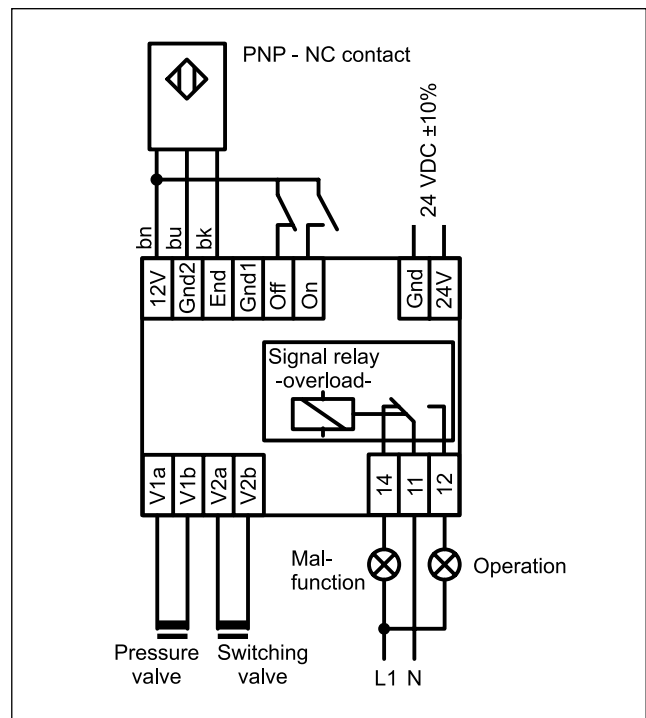 PNP - NC contact
24 VDC ±10%
bn
bu
bk
12V
Gnd2
End
Gnd1
Off
On
Gnd
24V
Signal relay
-overload-
V1a
V1b
V2a
V2b
14
11
12
Mal-
function
Operation
Pressure
valve
Switching
valve
L1 N